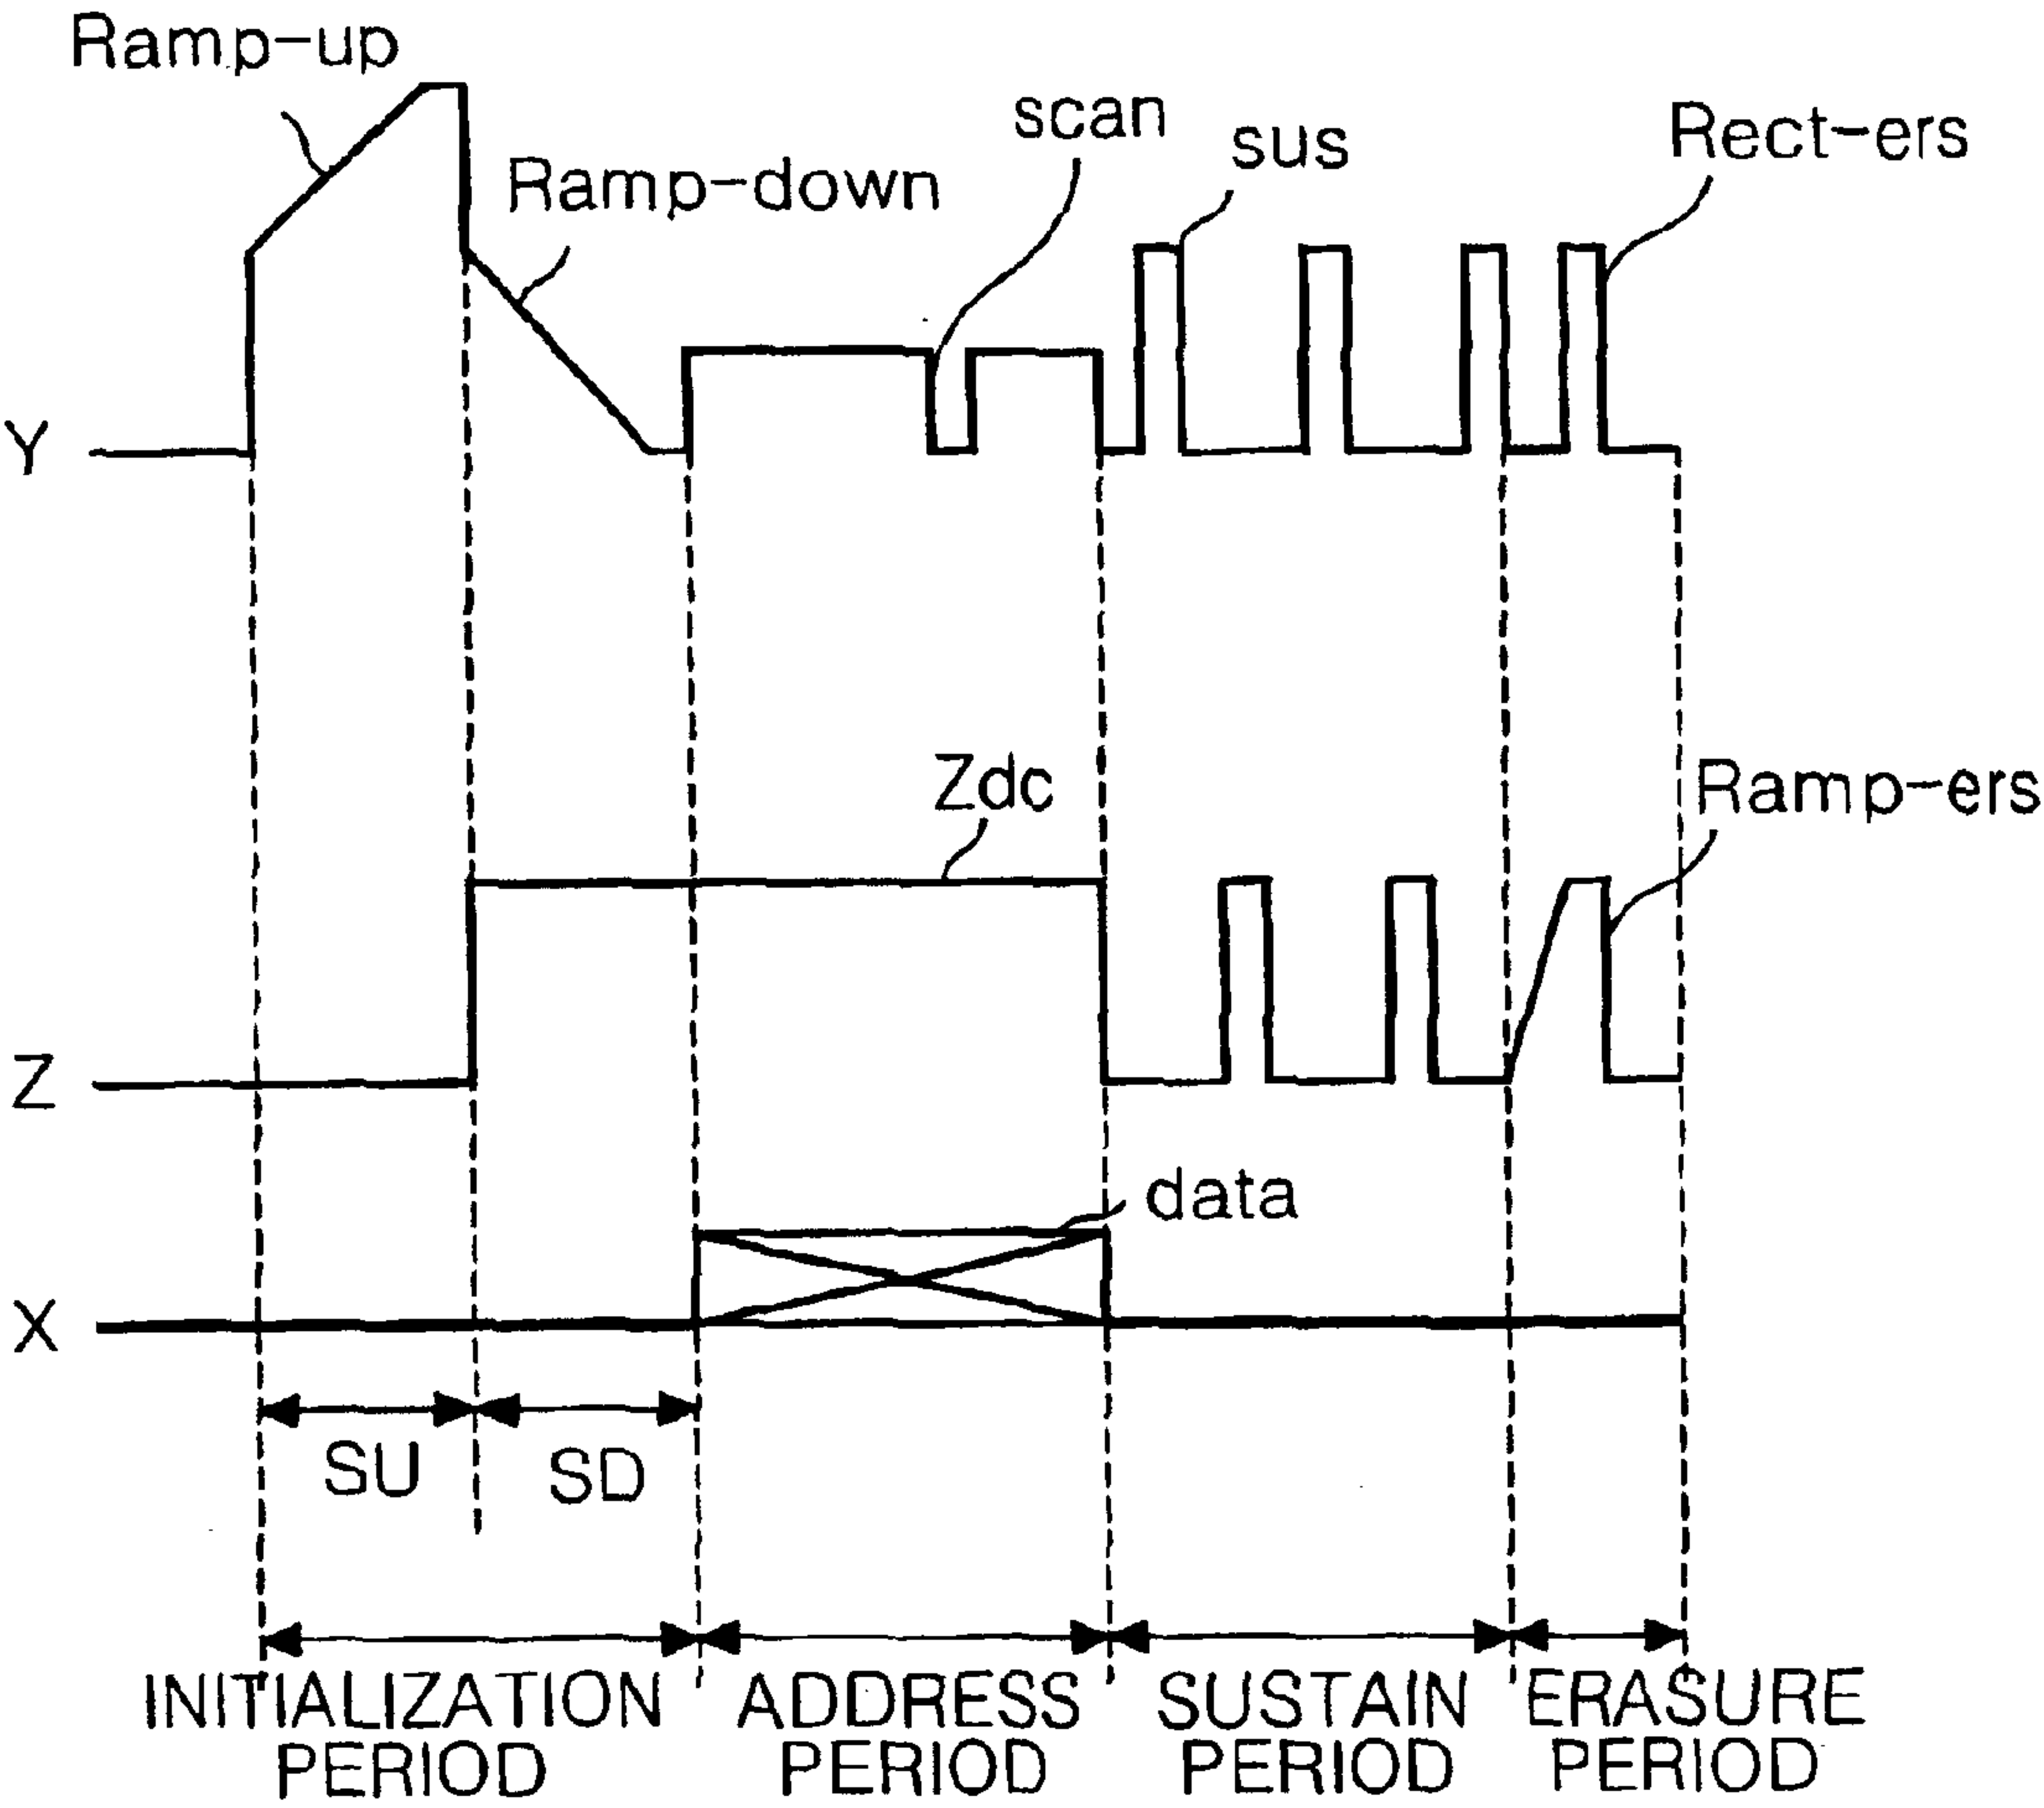 Ramp-up
scan
sus
Rect-ers
Ramp-down
Y
Zdc
Ramp-ers
Z
data
X
SU
SD
INITIALIZATION
PERIOD
ADDRESS
PERIOD
SUSTAIN
PERIOD
ERASURE
PERIOD